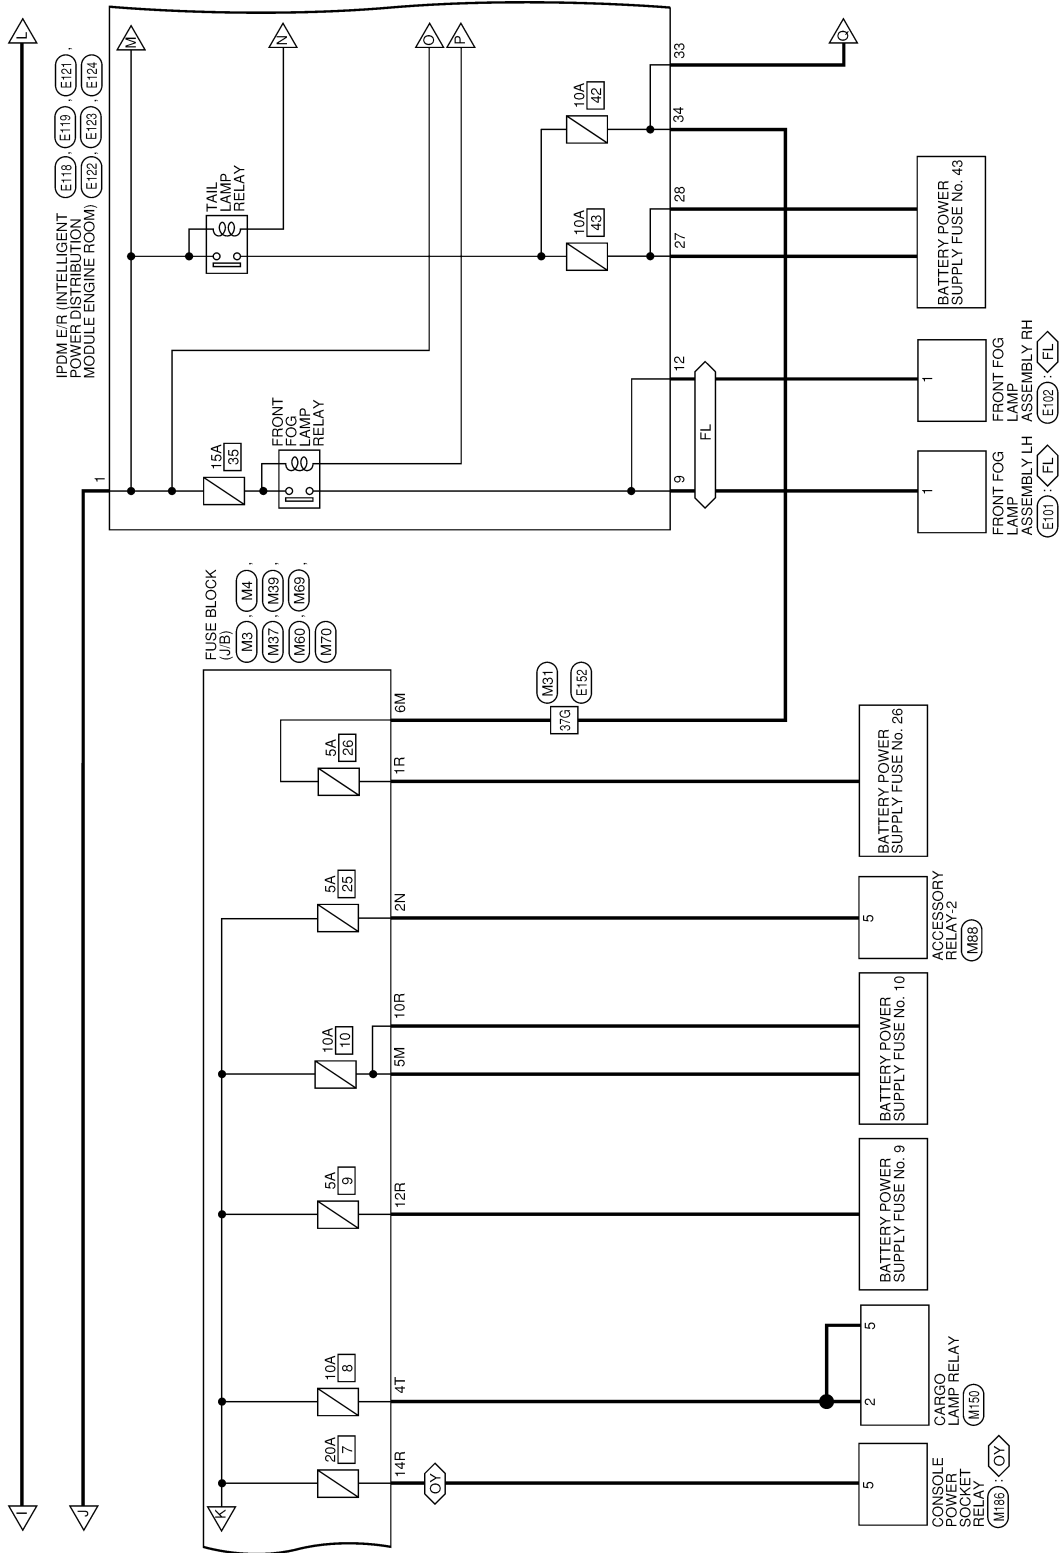 L
I
J
K
M
N
O
P
Q
IPDM E/R (INTELLIGENT
POWER DISTRIBUTION
MODULE ENGINE ROOM)
E118 , E119 , E121 ,
E122 , E123 , E124
1
15A
35
FRONT
FOG
LAMP
RELAY
TAIL
LAMP
RELAY
10A
43
10A
42
9
12
27
28
34
33
FL
1
FRONT FOG
LAMP
ASSEMBLY LH
E101 : FL
1
FRONT FOG
LAMP
ASSEMBLY RH
E102 : FL
BATTERY POWER
SUPPLY FUSE No. 43
FUSE BLOCK
(J/B)
M3 , M4 ,
M37 , M39 ,
M60 , M69 ,
M70
20A
7
10A
8
5A
9
10A
10
5A
25
5A
26
14R
4T
12R
5M
10R
2N
1R
6M
37G
M31
E152
OY
5
CONSOLE
POWER
SOCKET
RELAY
M186 : OY
2
5
CARGO
LAMP RELAY
M150
BATTERY POWER
SUPPLY FUSE No. 9
BATTERY POWER
SUPPLY FUSE No. 10
5
ACCESSORY
RELAY-2
M88
BATTERY POWER
SUPPLY FUSE No. 26